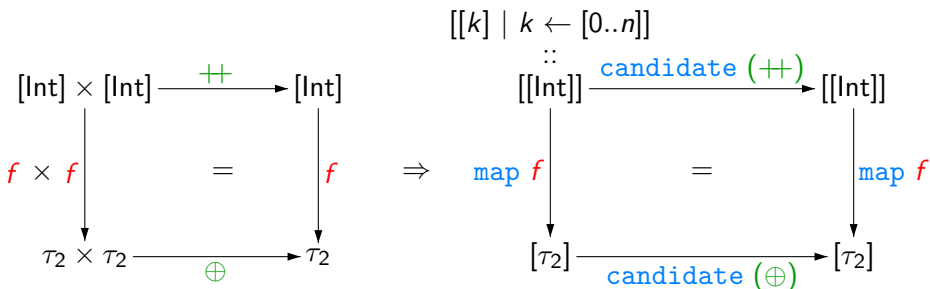 [[k] | k ← [0..n]]
::
[Int] × [Int] ++ [Int] [[Int]] candidate (++) [[Int]]
f × f = f ⇒ map f = map f
τ₂ × τ₂ ⊕ τ₂ [τ₂] candidate (⊕) [τ₂]